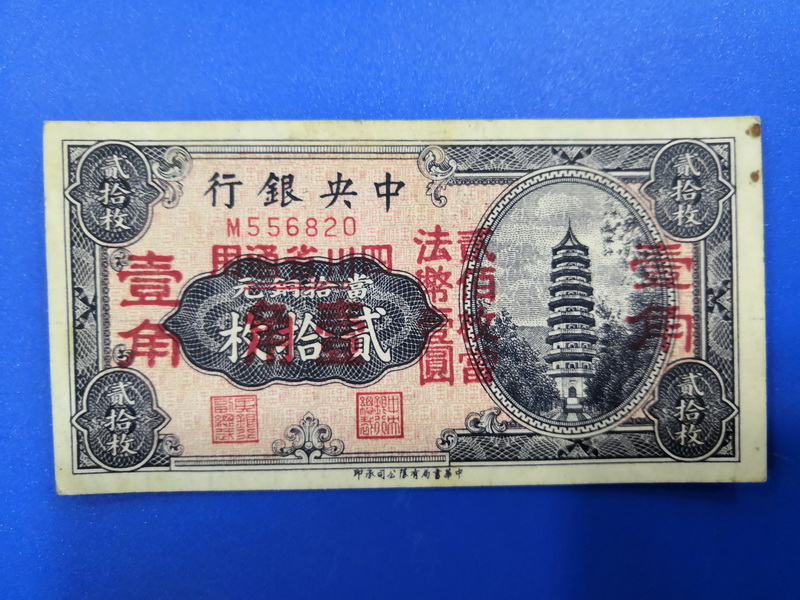 中央銀行
M556820
四川省通用
當拾銅元
貳拾枚
壹角
貳佰枚當
法幣壹圓
壹角
壹角
貳拾枚
貳拾枚
貳拾枚
貳拾枚
中華書局有限公司承印